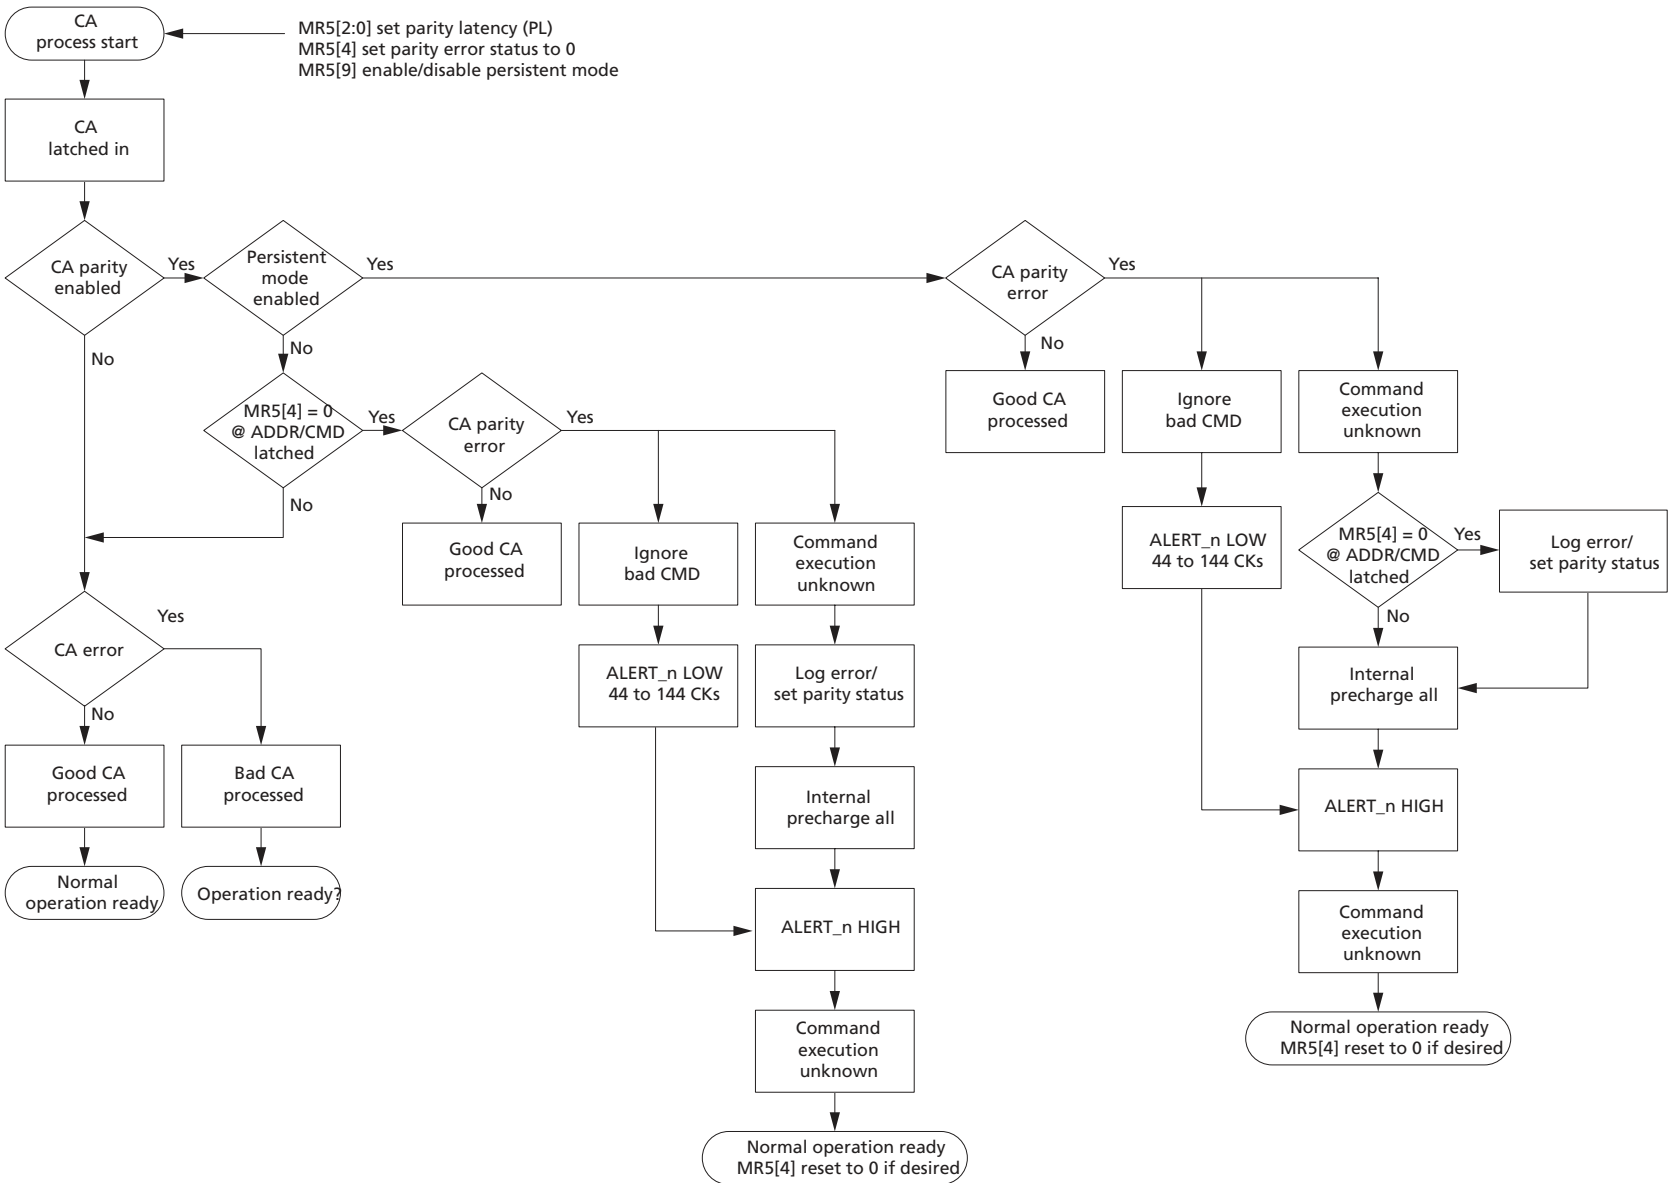 CA
process start
MR5[2:0] set parity latency (PL)
MR5[4] set parity error status to 0
MR5[9] enable/disable persistent mode
CA
latched in
CA parity
enabled
Yes
No
Persistent
mode
enabled
Yes
No
CA parity
error
Yes
No
MR5[4] = 0
@ ADDR/CMD
latched
Yes
No
CA parity
error
Yes
No
Good CA
processed
Ignore
bad CMD
Command
execution
unknown
Good CA
processed
Ignore
bad CMD
Command
execution
unknown
ALERT_n LOW
44 to 144 CKs
MR5[4] = 0
@ ADDR/CMD
latched
Yes
No
Log error/
set parity status
CA error
Yes
No
ALERT_n LOW
44 to 144 CKs
Log error/
set parity status
Internal
precharge all
Good CA
processed
Bad CA
processed
Internal
precharge all
ALERT_n HIGH
Normal
operation ready
Operation ready?
ALERT_n HIGH
Command
execution
unknown
Command
execution
unknown
Normal operation ready
MR5[4] reset to 0 if desired
Normal operation ready
MR5[4] reset to 0 if desired